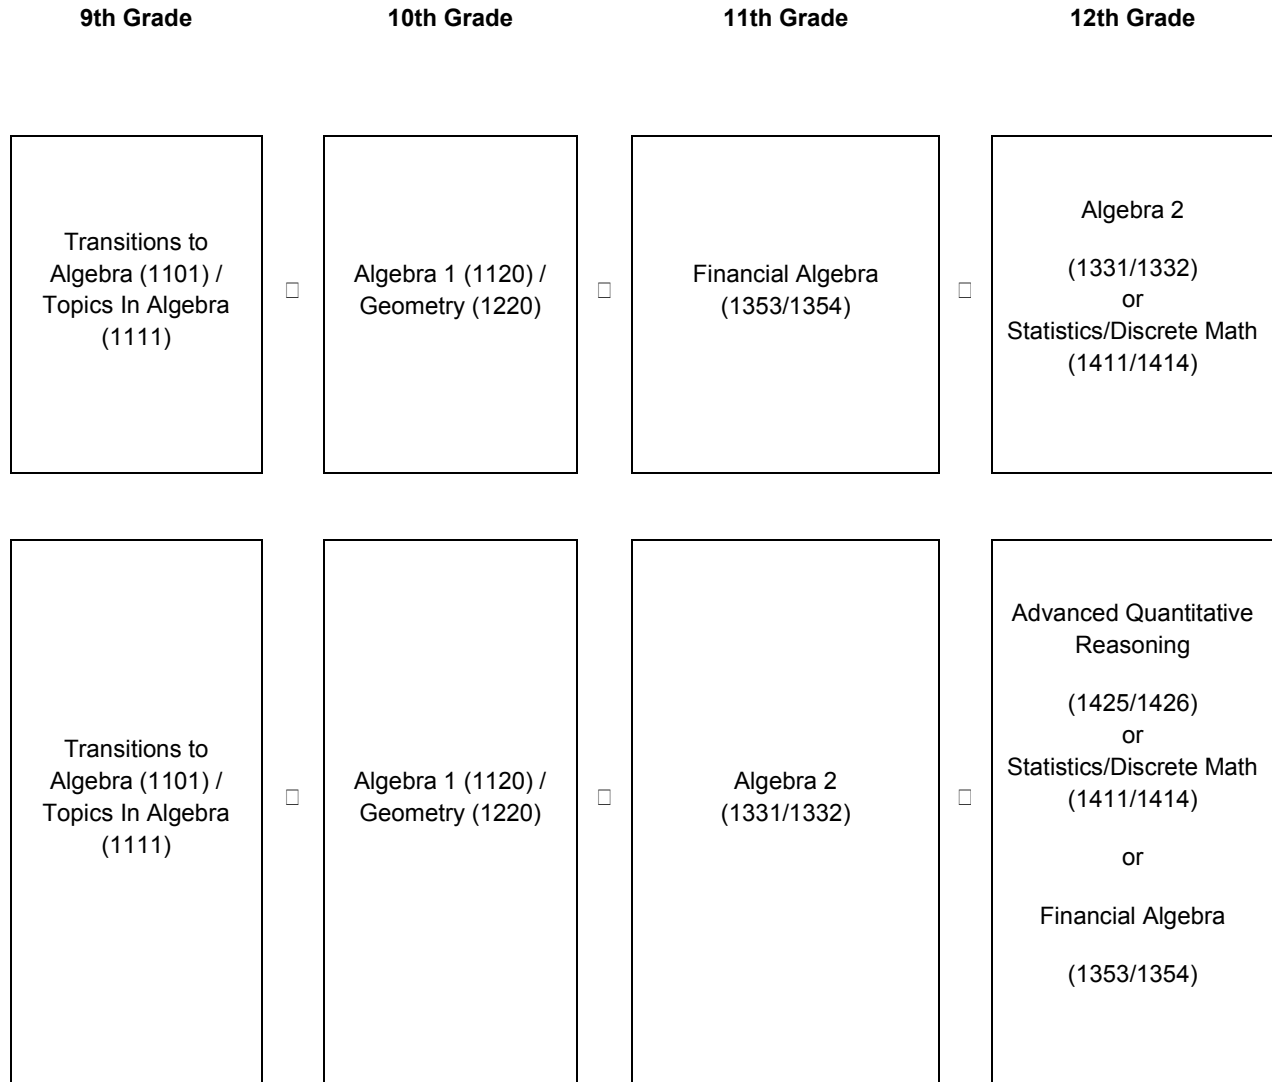 9th Grade 10th Grade 11th Grade 12th Grade
Transitions to
Algebra (1101) /
Topics In Algebra
(1111)
Algebra 1 (1120) /
Geometry (1220)
Financial Algebra
(1353/1354)
Algebra 2
(1331/1332)
or
Statistics/Discrete Math
(1411/1414)
Transitions to
Algebra (1101) /
Topics In Algebra
(1111)
Algebra 1 (1120) /
Geometry (1220)
Algebra 2
(1331/1332)
Advanced Quantitative
Reasoning
(1425/1426)
or
Statistics/Discrete Math
(1411/1414)
or
Financial Algebra
(1353/1354)